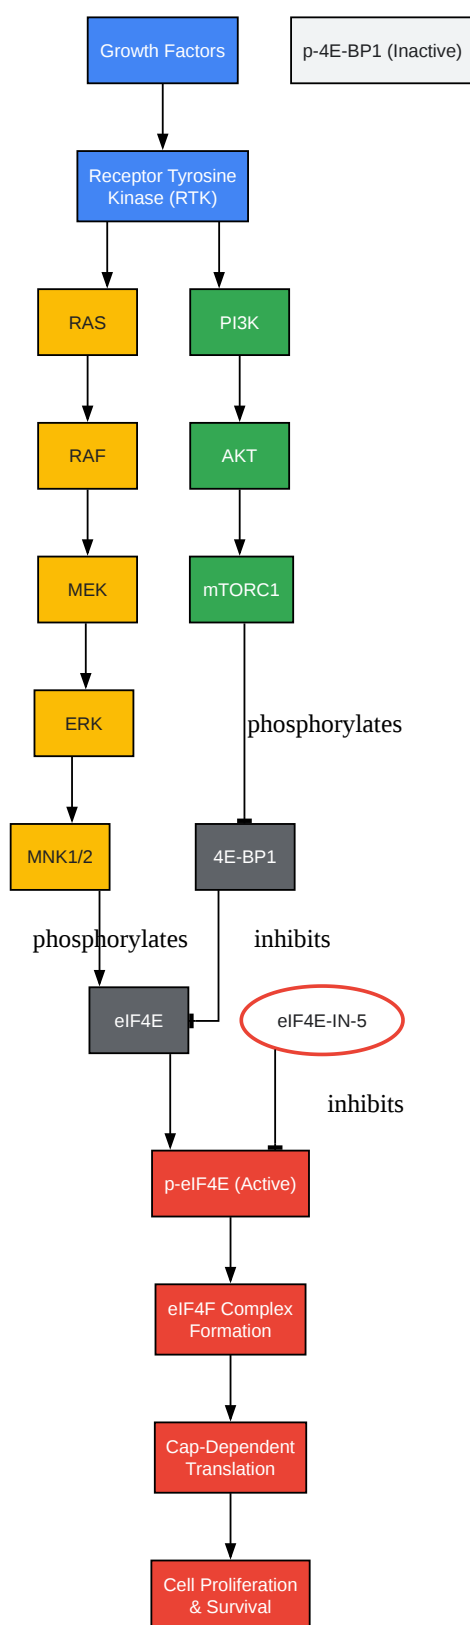 Growth Factors
p-4E-BP1 (Inactive)
Receptor Tyrosine
Kinase (RTK)
RAS
PI3K
RAF
AKT
MEK
mTORC1
ERK
phosphorylates
MNK1/2
4E-BP1
phosphorylates
inhibits
eIF4E
eIF4E-IN-5
inhibits
p-eIF4E (Active)
eIF4F Complex
Formation
Cap-Dependent
Translation
Cell Proliferation
& Survival